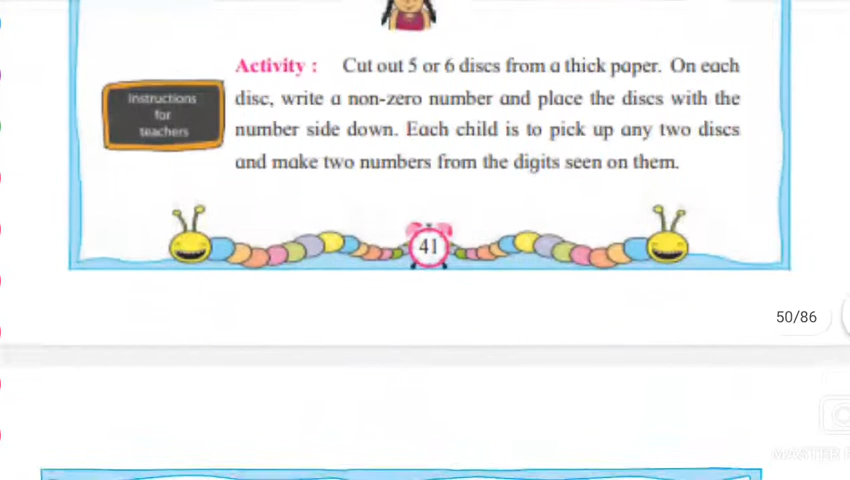 Activity : Cut out 5 or 6 discs from a thick paper. On each
disc, write a non-zero number and place the discs with the
number side down. Each child is to pick up any two discs
and make two numbers from the digits seen on them.
Instructions
for
teachers
41
50/86
MASTER